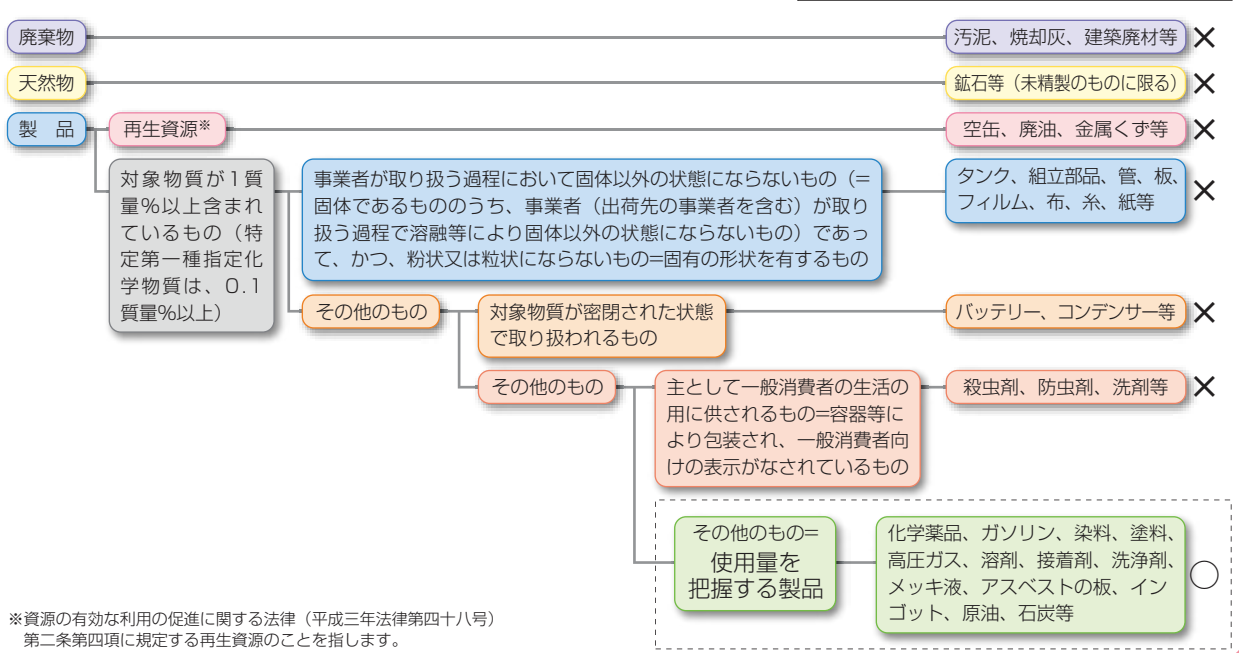 廃棄物
汚泥、焼却灰、建築廃材等 ×
天然物
鉱石等（未精製のものに限る） ×
製　品
再生資源※
空缶、廃油、金属くず等 ×
対象物質が１質
量%以上含まれ
ているもの（特
定第一種指定化
学物質は、0.1
質量%以上）
事業者が取り扱う過程において固体以外の状態にならないもの（＝
固体であるもののうち、事業者（出荷先の事業者を含む）が取り
扱う過程で溶融等により固体以外の状態にならないもの）であっ
て、かつ、粉状又は粒状にならないもの＝固有の形状を有するもの
タンク、組立部品、管、板、
フィルム、布、糸、紙等 ×
その他のもの
対象物質が密閉された状態
で取り扱われるもの
バッテリー、コンデンサー等 ×
その他のもの
主として一般消費者の生活の
用に供されるもの＝容器等に
より包装され、一般消費者向
けの表示がなされているもの
殺虫剤、防虫剤、洗剤等 ×
その他のもの＝
使用量を
把握する製品
化学薬品、ガソリン、染料、塗料、
高圧ガス、溶剤、接着剤、洗浄剤、
メッキ液、アスベストの板、イン
ゴット、原油、石炭等
○
※資源の有効な利用の促進に関する法律（平成三年法律第四十八号）
第二条第四項に規定する再生資源のことを指します。